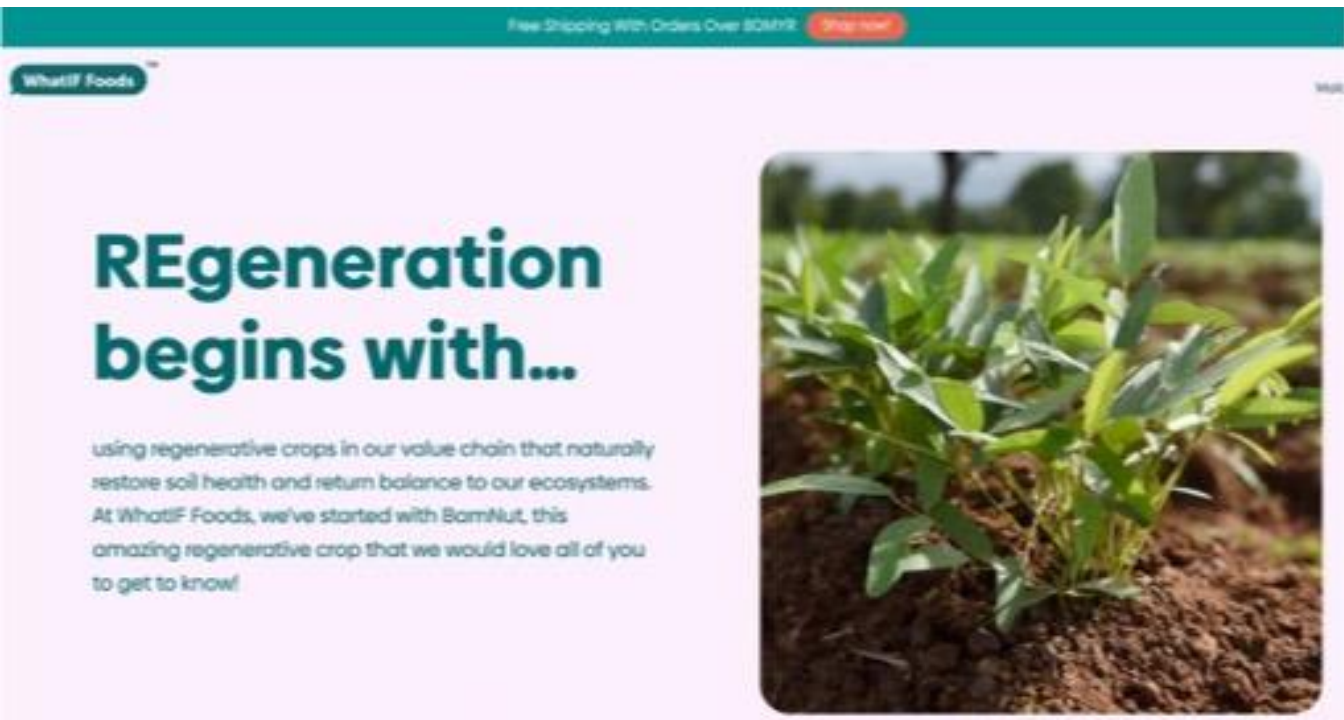 Free Shipping With Orders Over 80MYR Shop now!
WhatIF Foods™
REgeneration
begins with...
using regenerative crops in our value chain that naturally
restore soil health and return balance to our ecosystems.
At WhatIF Foods, we've started with BamNut, this
amazing regenerative crop that we would love all of you
to get to know!